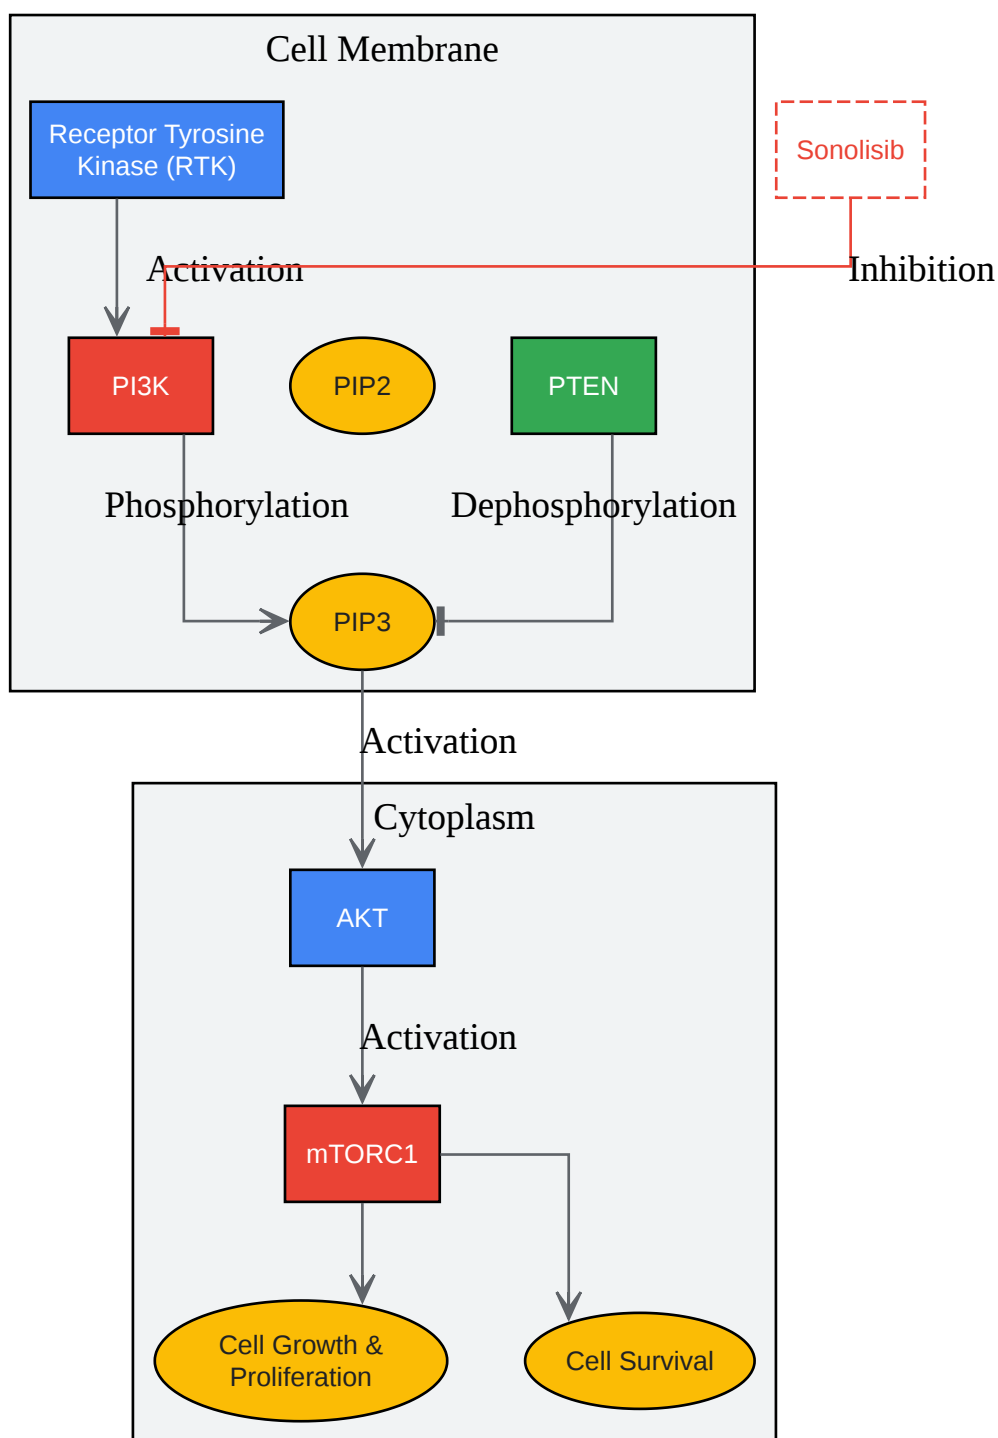 Cell Membrane
Receptor Tyrosine
Kinase (RTK)
Sonolisib
Activation
Inhibition
PI3K
PIP2
PTEN
Phosphorylation
Dephosphorylation
PIP3
Activation
Cytoplasm
AKT
Activation
mTORC1
Cell Growth &
Proliferation
Cell Survival